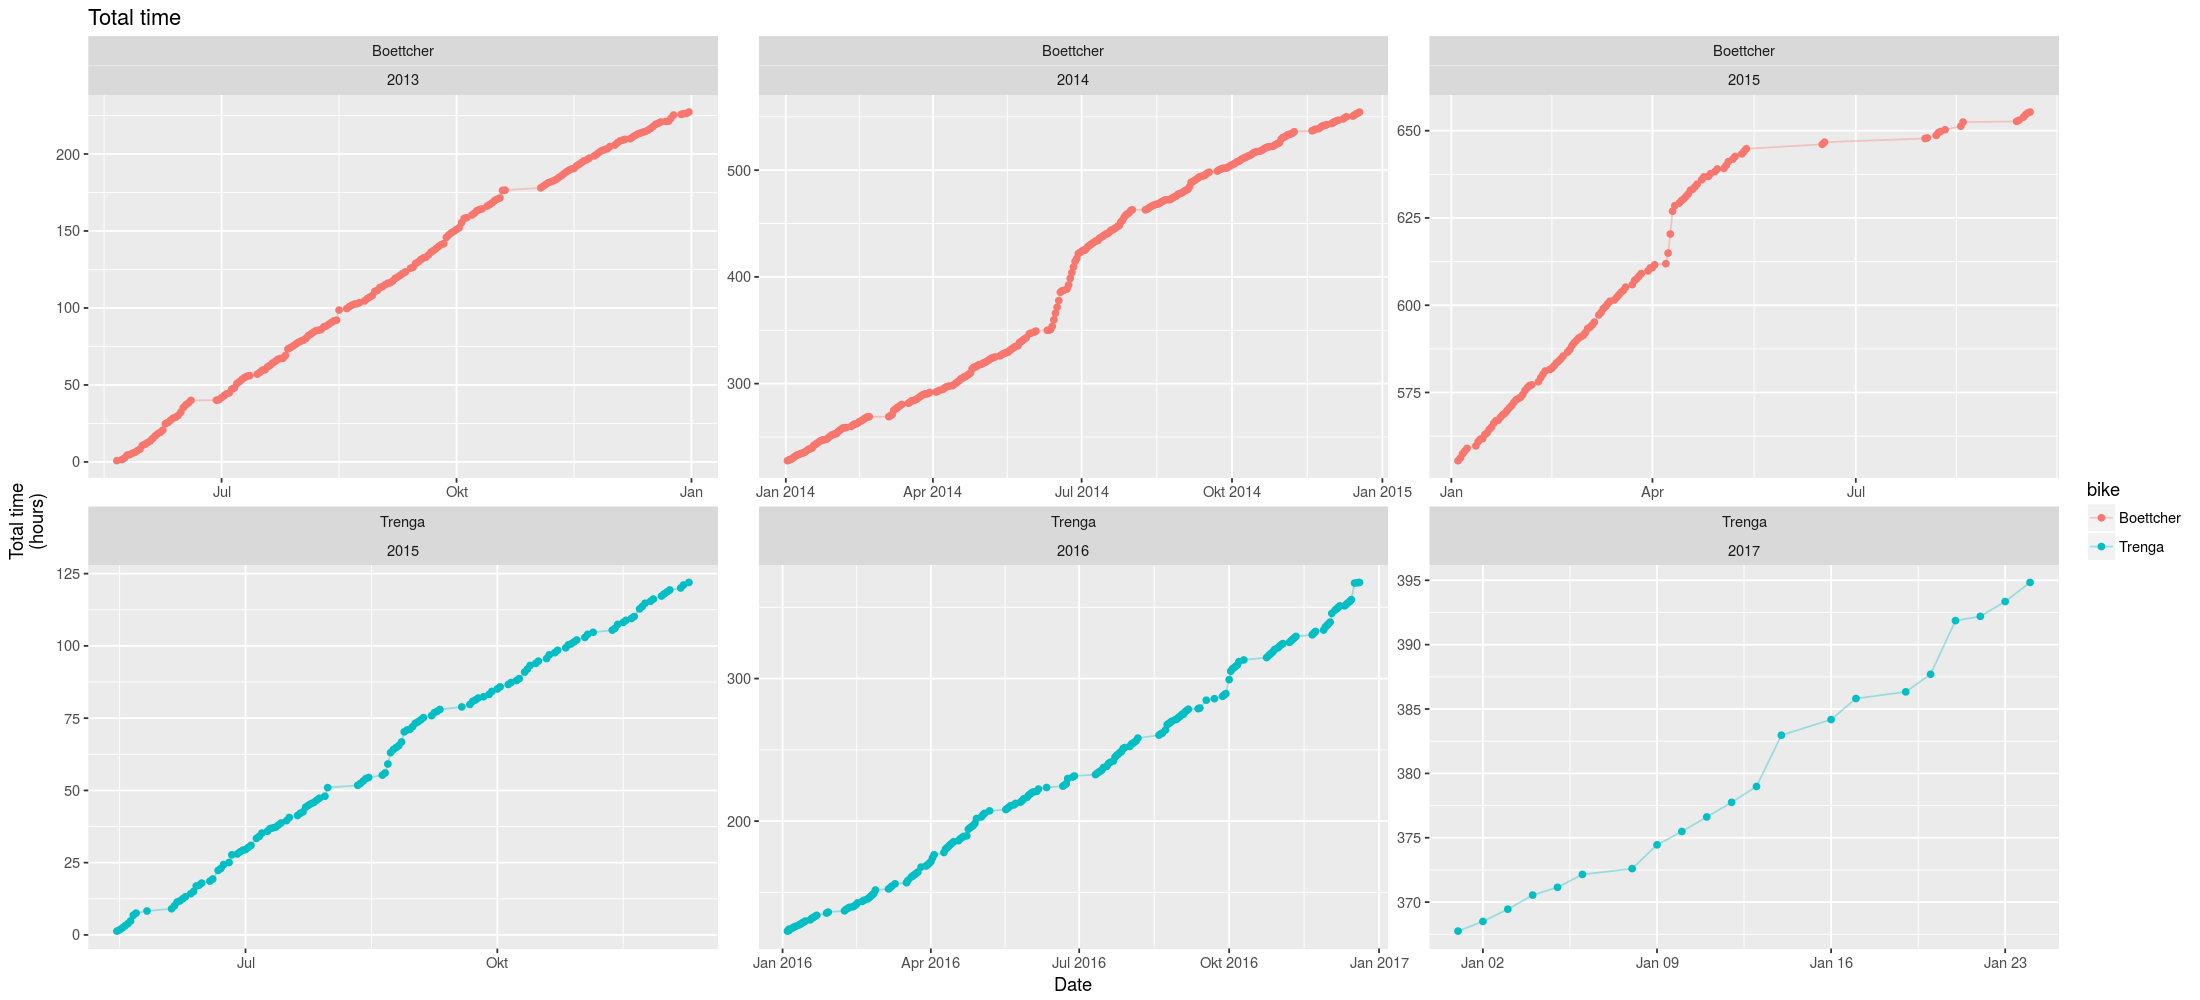 Total time
Boettcher
2013
Boettcher
2014
Boettcher
2015
200
150
100
50
0
Jul
Okt
Jan
500
400
300
Jan 2014
Apr 2014
Jul 2014
Okt 2014
Jan 2015
650
625
600
575
Jan
Apr
Jul
Total time
(hours)
Trenga
2015
Trenga
2016
Trenga
2017
125
100
75
50
25
0
Jul
Okt
300
200
Jan 2016
Apr 2016
Jul 2016
Okt 2016
Jan 2017
395
390
385
380
375
370
Jan 02
Jan 09
Jan 16
Jan 23
Date
bike
Boettcher
Trenga